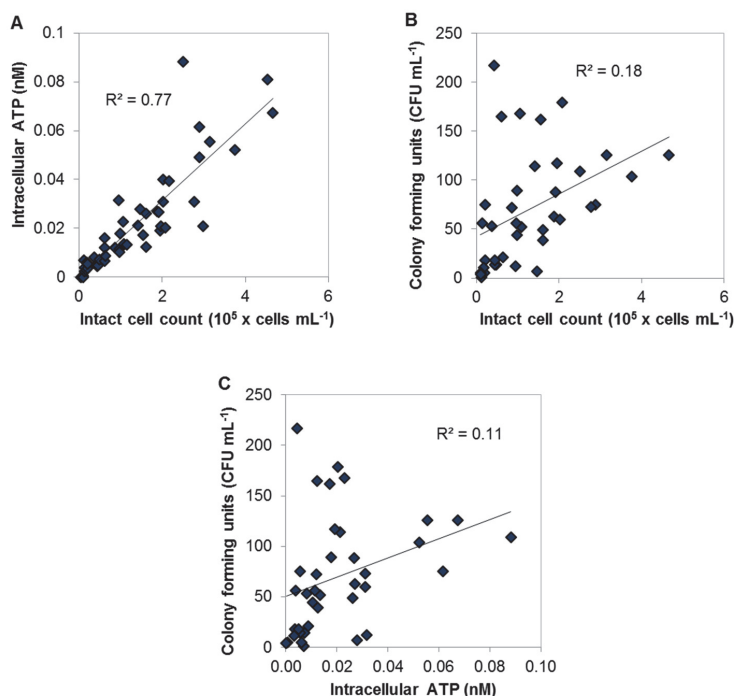 A
Intracellular ATP (nM)
0.1
0.08
0.06
0.04
0.02
0
R² = 0.77
0 2 4 6
Intact cell count (10⁵ x cells mL⁻¹)
B
Colony forming units (CFU mL⁻¹)
250
200
150
100
50
0
R² = 0.18
0 2 4 6
Intact cell count (10⁵ x cells mL⁻¹)
C
Colony forming units (CFU mL⁻¹)
250
200
150
100
50
0
R² = 0.11
0.00 0.02 0.04 0.06 0.08 0.10
Intracellular ATP (nM)